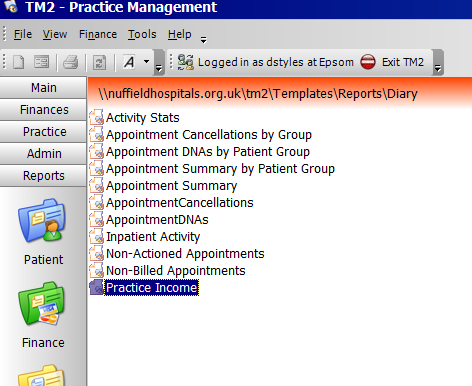 TM2 - Practice Management
File View Finance Tools Help
A Logged in as dstyles at Epsom Exit TM2
Main
Finances
Practice
Admin
Reports
Patient
Finance
\\nuffieldhospitals.org.uk\tm2\Templates\Reports\Diary
Activity Stats
Appointment Cancellations by Group
Appointment DNAs by Patient Group
Appointment Summary by Patient Group
Appointment Summary
AppointmentCancellations
AppointmentDNAs
Inpatient Activity
Non-Actioned Appointments
Non-Billed Appointments
Practice Income